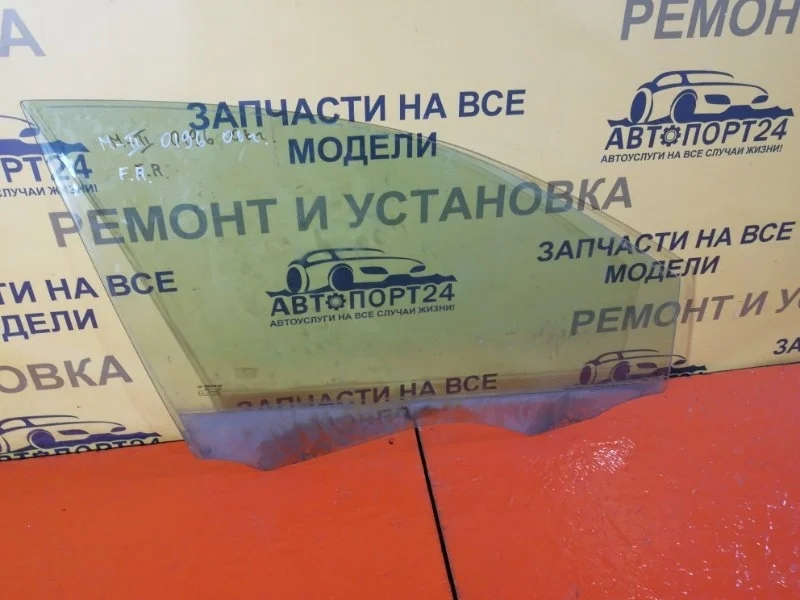 РЕМОНТ
ЗАПЧАСТИ НА ВСЕ
МОДЕЛИ
АВТОПОРТ24
АВТОУСЛУГИ НА ВСЕ СЛУЧАИ ЖИЗНИ!
F.R.R
РЕМОНТ И УСТАНОВКА
ЗАПЧАСТИ НА ВСЕ
МОДЕЛИ
АВТОПОРТ24
АВТОУСЛУГИ НА ВСЕ СЛУЧАИ ЖИЗНИ!
ТИ НА ВСЕ
ДЕЛИ
РЕМОНТ И У
ЗА
ОВКА
ЗАПЧАСТИ НА ВСЕ